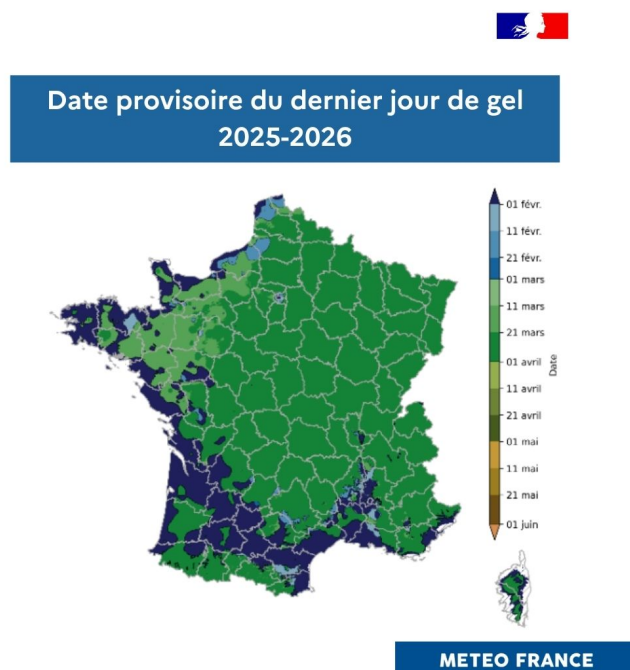 Date provisoire du dernier jour de gel
2025-2026
01 févr.
11 févr.
21 févr.
01 mars
11 mars
21 mars
01 avril
11 avril
21 avril
01 mai
11 mai
21 mai
01 juin
Date
METEO FRANCE